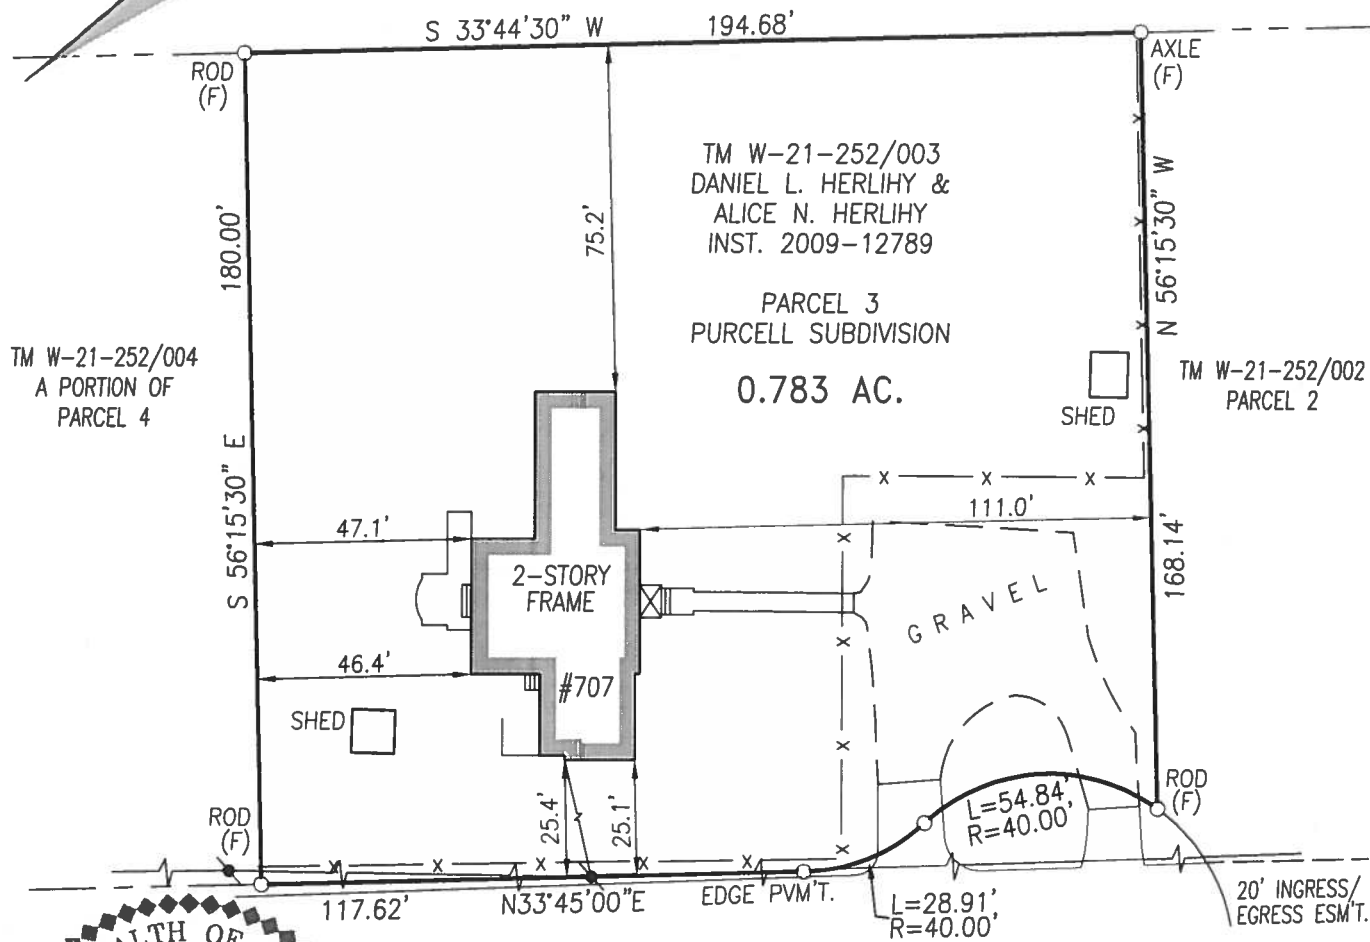 S 33°44'30" W 194.68'
ROD
(F)
AXLE
(F)
TM W-21-252/003
DANIEL L. HERLIHY &
ALICE N. HERLIHY
INST. 2009-12789
PARCEL 3
PURCELL SUBDIVISION
0.783 AC.
75.2'
180.00'
S 56°15'30" E
N 56°15'30" W
168.14'
TM W-21-252/004
A PORTION OF
PARCEL 4
TM W-21-252/002
PARCEL 2
SHED
47.1'
111.0'
2-STORY
FRAME
GRAVEL
46.4'
#707
SHED
25.4'
25.1'
L=54.84'
R=40.00'
ROD
(F)
ROD
(F)
117.62'
N33°45'00"E
EDGE PVM'T.
L=28.91'
R=40.00'
20' INGRESS/
EGRESS ESM'T.
ALTH OF